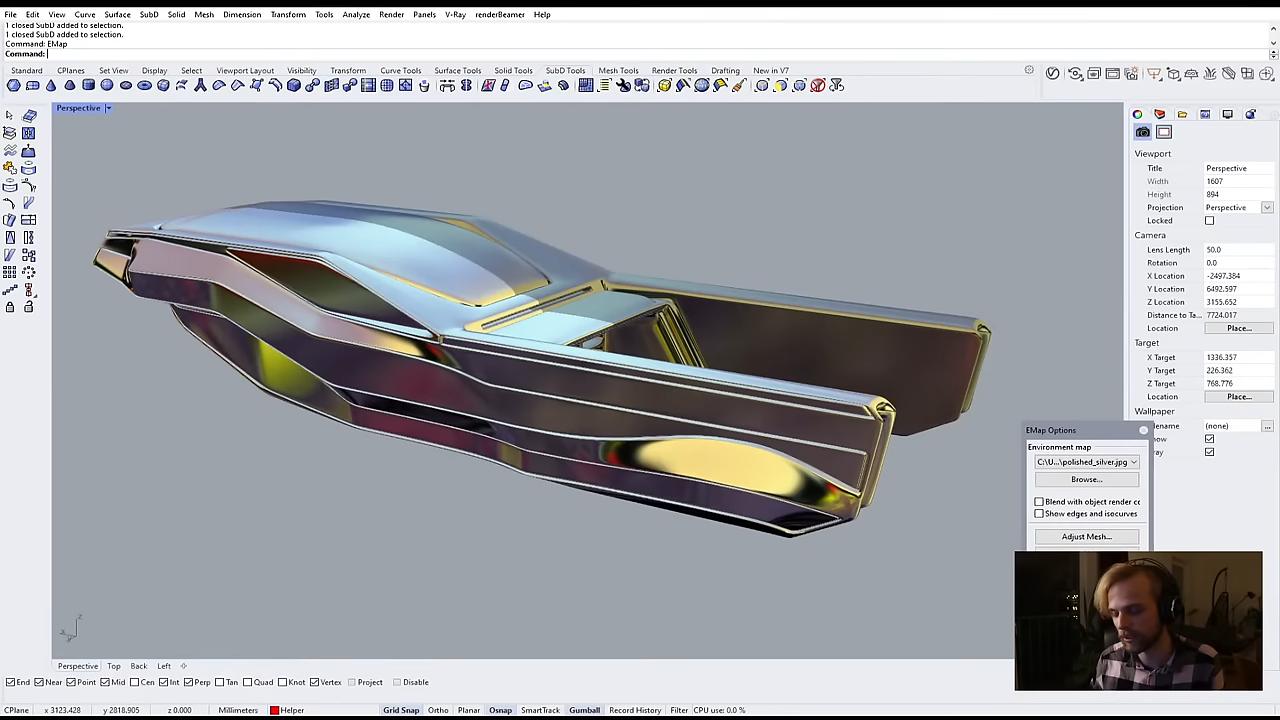 File Edit View Curve Surface SubD Solid Mesh Dimension Transform Tools Analyze Render Panels V-Ray renderBeamer Help
1 closed SubD added to selection.
1 closed SubD added to selection.
Command: EMap
Command:
Standard CPlanes Set View Display Select Viewport Layout Visibility Transform Curve Tools Surface Tools Solid Tools SubD Tools Mesh Tools Render Tools Drafting New in V7
Perspective
Viewport
Title Perspective
Width 1607
Height 894
Projection Perspective
Locked
Camera
Lens Length 50.0
Rotation 0.0
X Location -2497.384
Y Location 6492.597
Z Location 3155.652
Distance to Ta... 7724.017
Location Place...
Target
X Target 1336.357
Y Target 226.362
Z Target 768.776
Location Place...
Wallpaper
lename (none) ...
how
ray
EMap Options
Environment map
C:\U...\polished_silver.jpg
Browse...
Blend with object render cc
Show edges and isocurves
Adjust Mesh...
z
x
y
Perspective Top Back Left
End Near Point Mid Cen Int Perp Tan Quad Knot Vertex Project Disable
CPlane x 3123.428 y 2818.905 z 0.000 Millimeters Helper Grid Snap Ortho Planar Osnap SmartTrack Gumball Record History Filter CPU use: 0.0 %